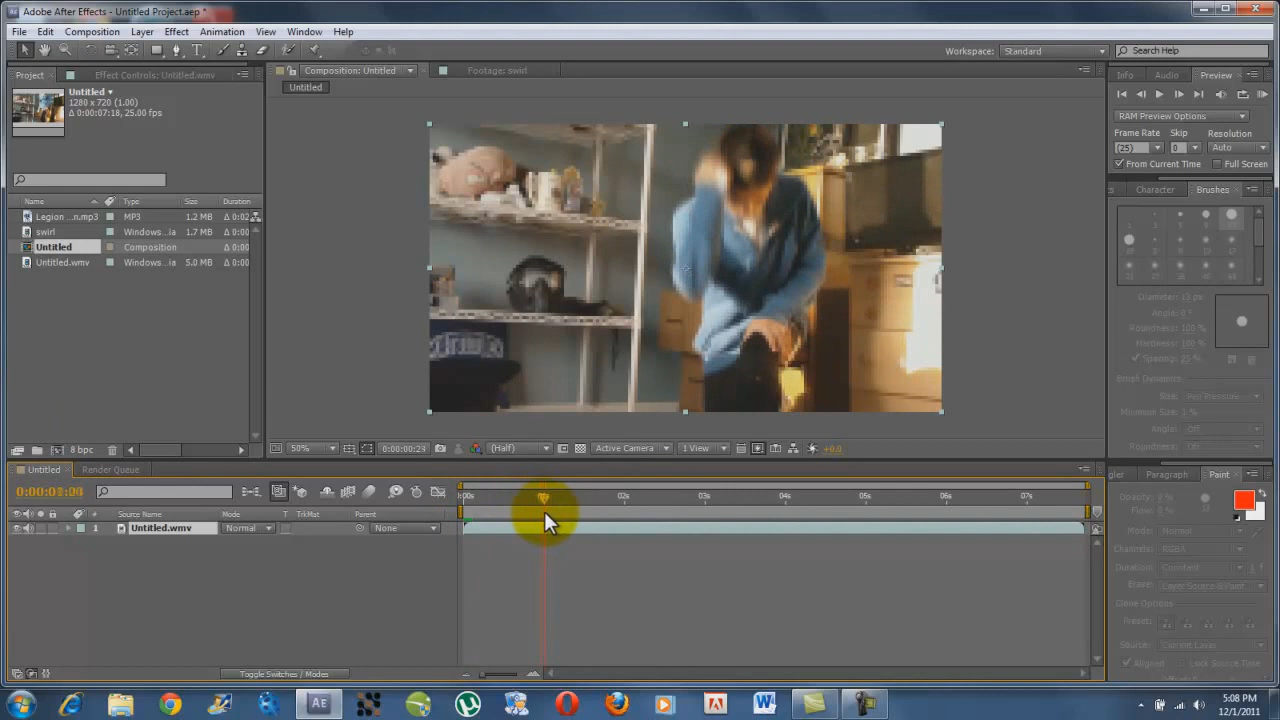 Adobe After Effects - Untitled Project.aep *
File Edit Composition Layer Effect Animation View Window Help
Workspace: Standard Search Help
Project Effect Controls: Untitled.wmv Composition: Untitled Footage: swirl Info Audio Preview
Untitled
Untitled
1280 x 720 (1.00)
Δ 0:00:07:18, 25.00 fps
RAM Preview Options
Frame Rate Skip Resolution
(25) 0 Auto
From Current Time Full Screen
Character Brushes
Name Type Size Duration
Legion ...n.mp3 MP3 1.2 MB Δ 0:02
swirl Windows...ia 1.7 MB Δ 0:00
Untitled Composition Δ 0:00
Untitled.wmv Windows...ia 5.0 MB Δ 0:00
Diameter: 13 px
Angle: 0°
Roundness: 100 %
Hardness: 100 %
Spacing: 25 %
Brush Dynamics
Size: Pen Pressure
Minimum Size: 1 %
Angle: Off
Roundness: Off
8 bpc
50% 0:00:00:23 (Half) Active Camera 1 View +0.0
Untitled Render Queue
gler Paragraph Paint
:00s 02s 03s 04s 05s 06s 07s
Source Name Mode T TrkMat Parent
1 Untitled.wmv Normal None
Opacity: 0 %
Flow: 0 %
Mode: Normal
Channels: RGBA
Duration: Constant
Erase: Layer Source & Paint
Clone Options
Preset:
Source: Current Layer
Aligned Lock Source Time
Toggle Switches / Modes
5:08 PM
12/1/2011